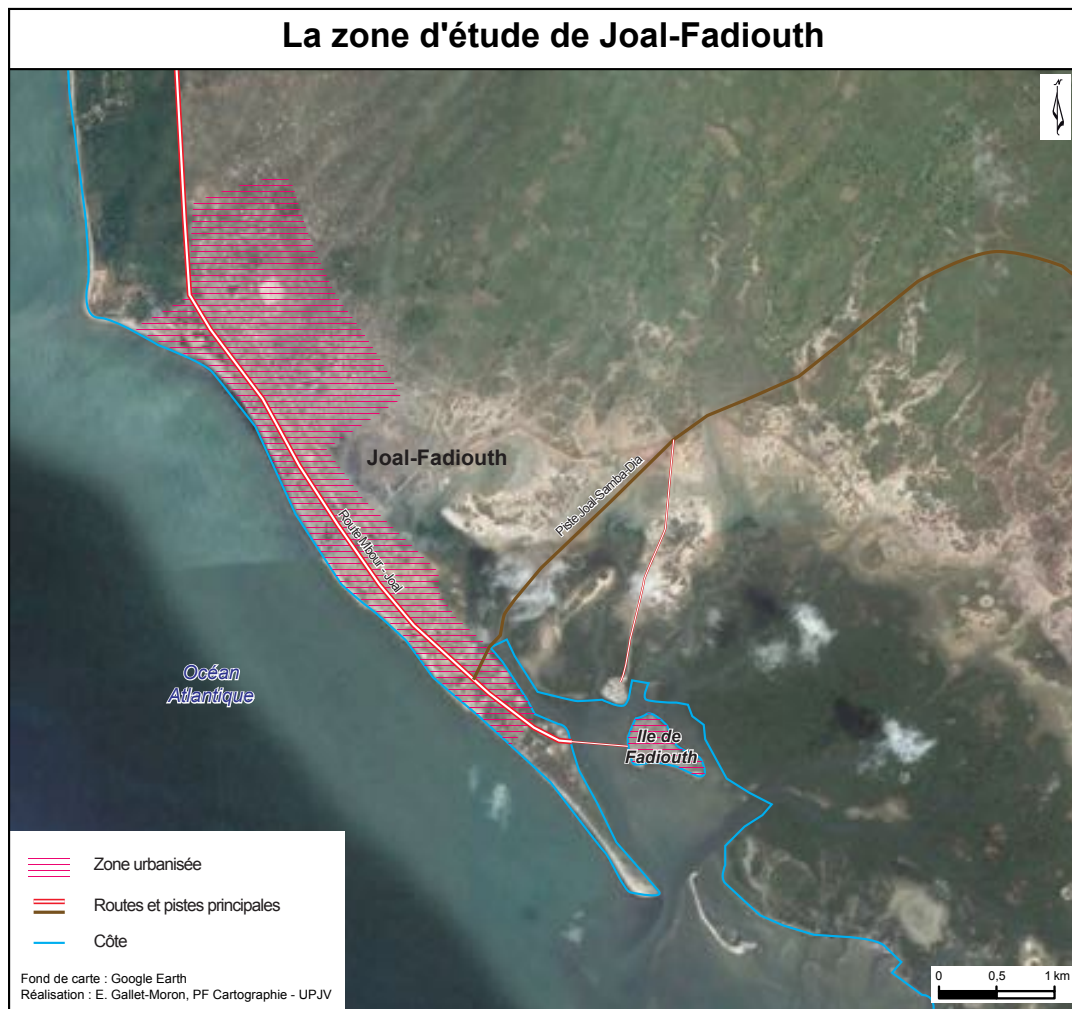 La zone d'étude de Joal-Fadiouth
N
Joal-Fadiouth
Piste Joal-Samba-Dia
Route Mbour - Joal
Océan
Atlantique
Ile de
Fadiouth
Zone urbanisée
Routes et pistes principales
Côte
Fond de carte : Google Earth
Réalisation : E. Gallet-Moron, PF Cartographie - UPJV
0 0,5 1 km